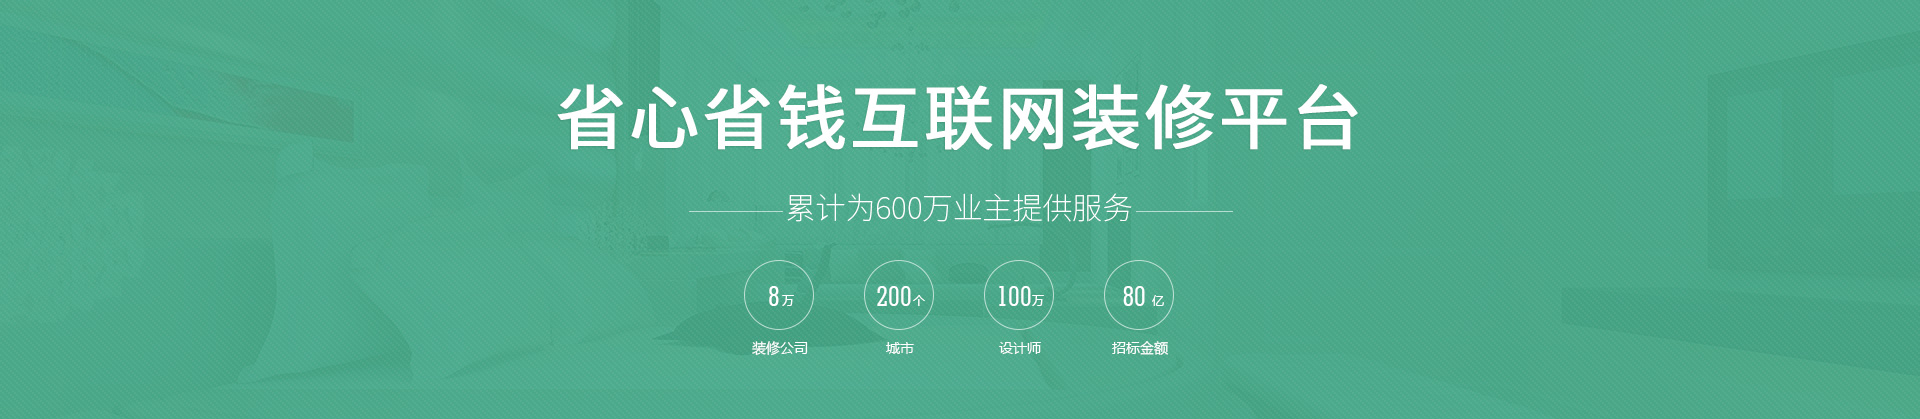 省心省钱互联网装修平台
累计为600万业主提供服务
8万 200个 100万 80亿
装修公司 城市 设计师 招标金额